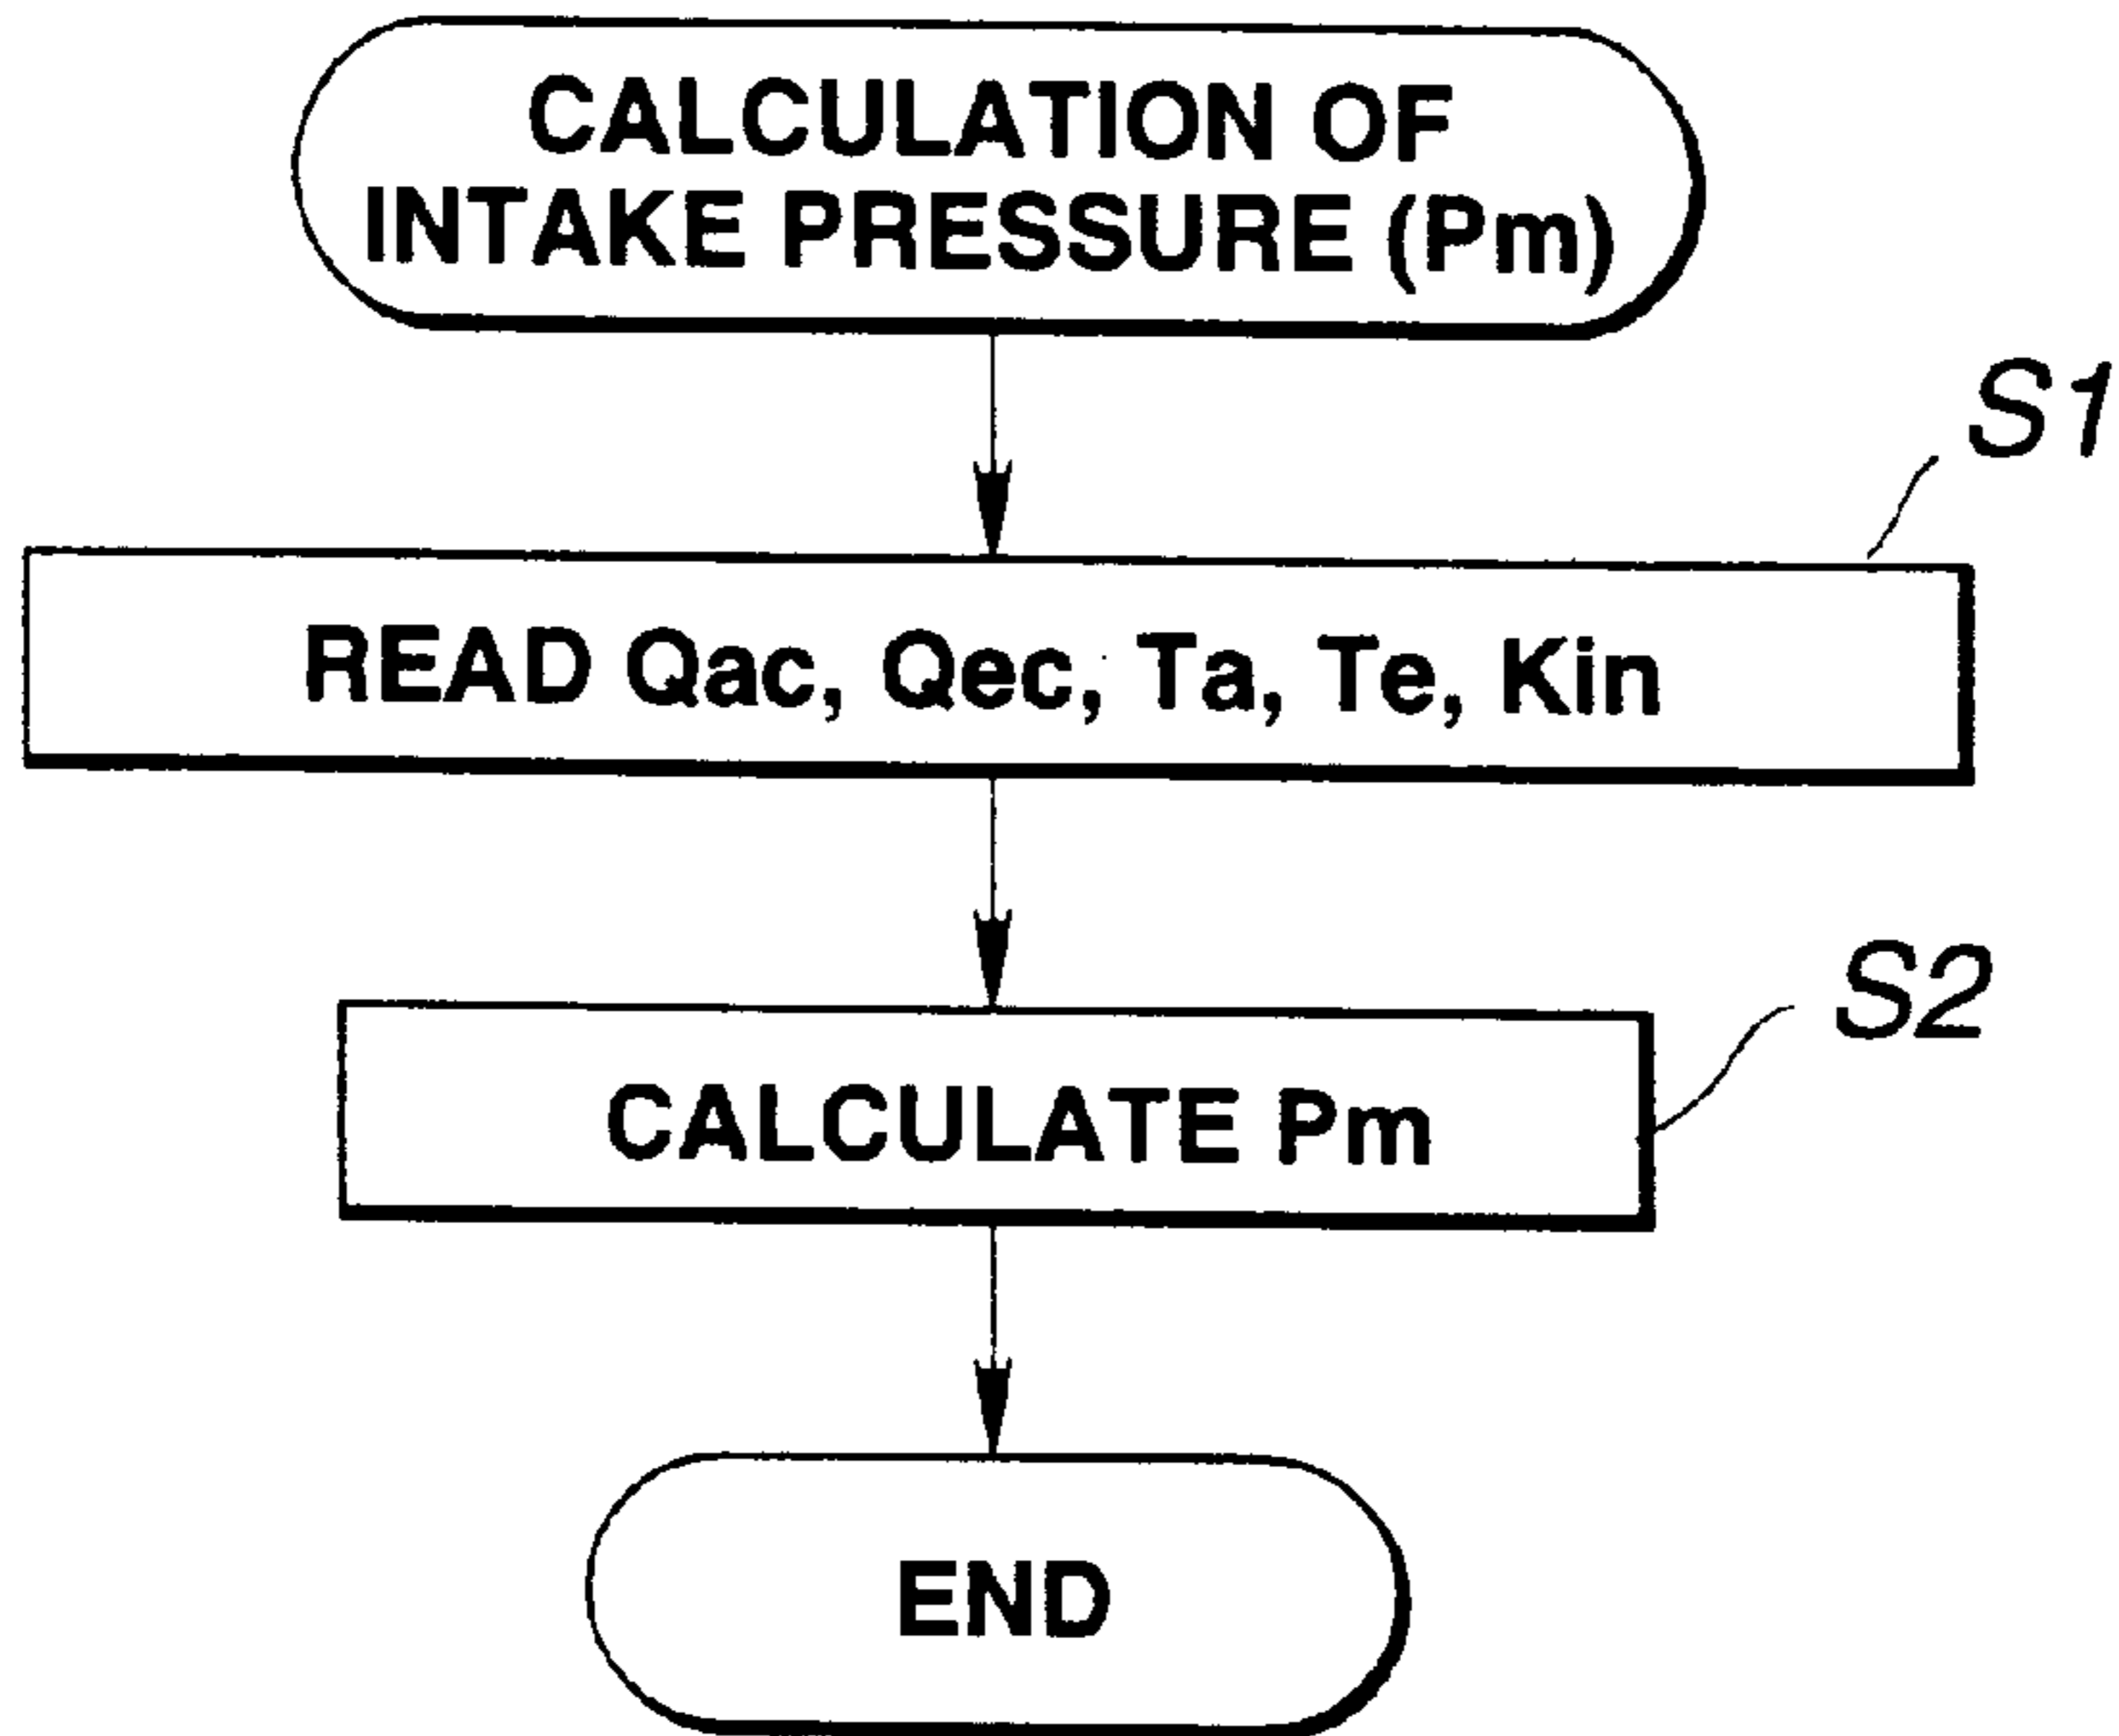 CALCULATION OF
INTAKE PRESSURE (Pm)
S1
READ Qac, Qec, Ta, Te, Kin
S2
CALCULATE Pm
END